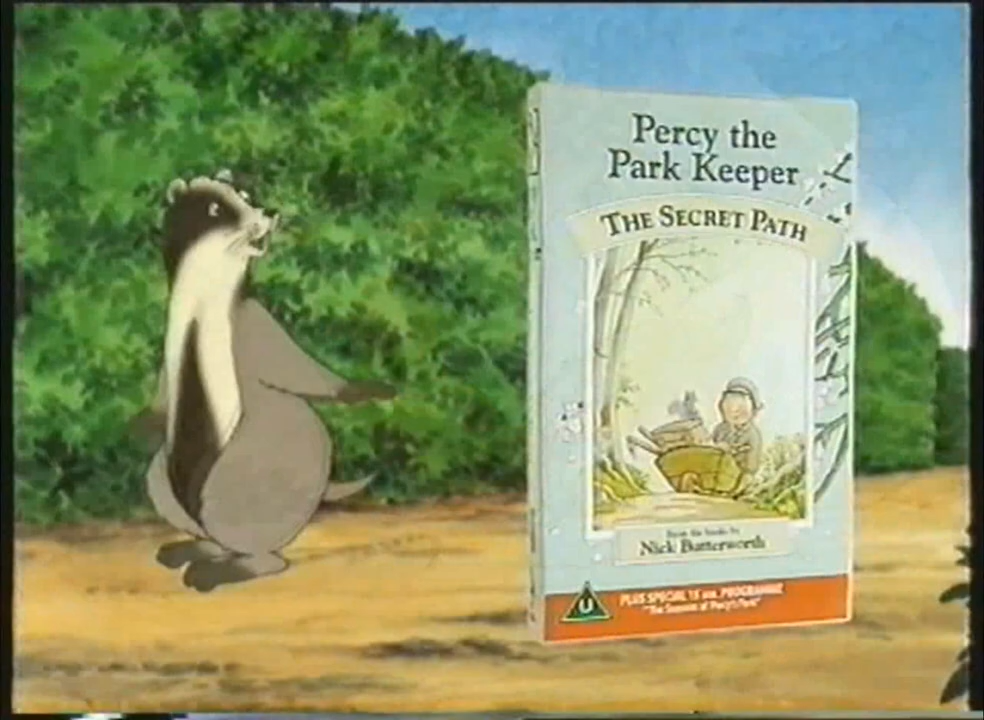 Percy the
Park Keeper
THE SECRET PATH
From the books by
Nick Butterworth
U
PLUS SPECIAL 15 min. PROGRAMME
"The Seasons of Percy's Park"